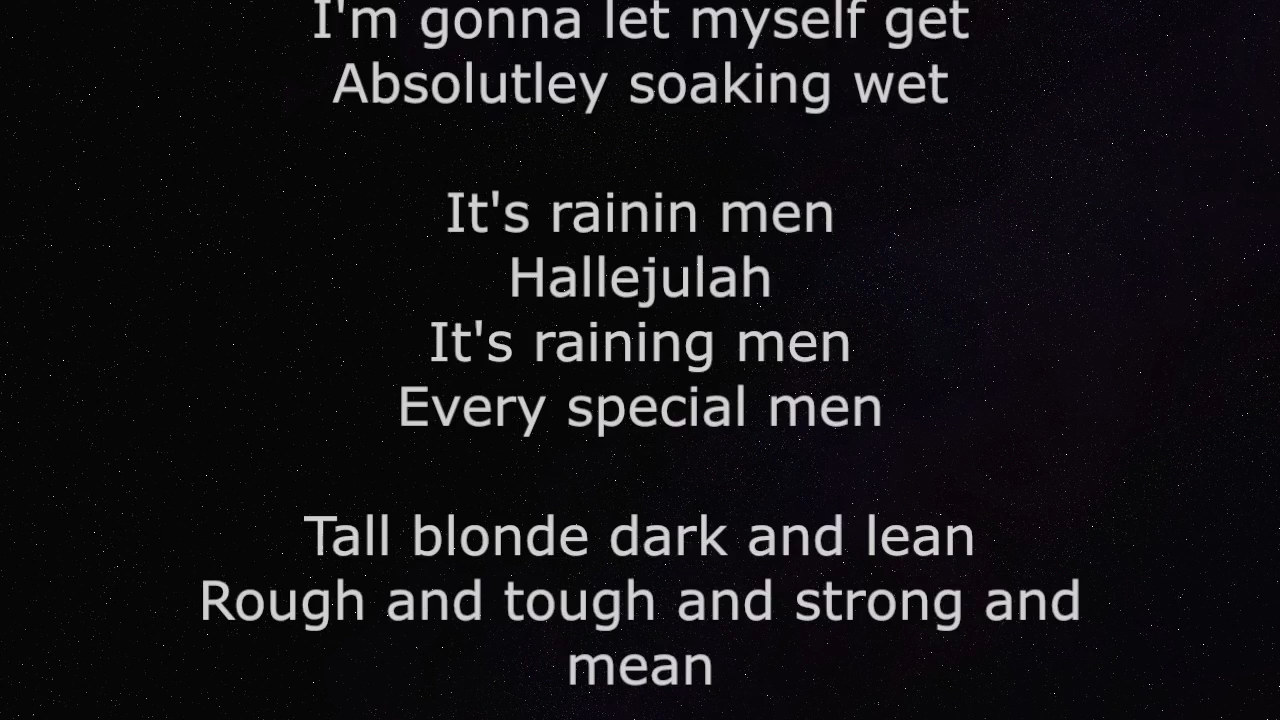 I'm gonna let myself get
Absolutley soaking wet
It's rainin men
Hallejulah
It's raining men
Every special men
Tall blonde dark and lean
Rough and tough and strong and
mean